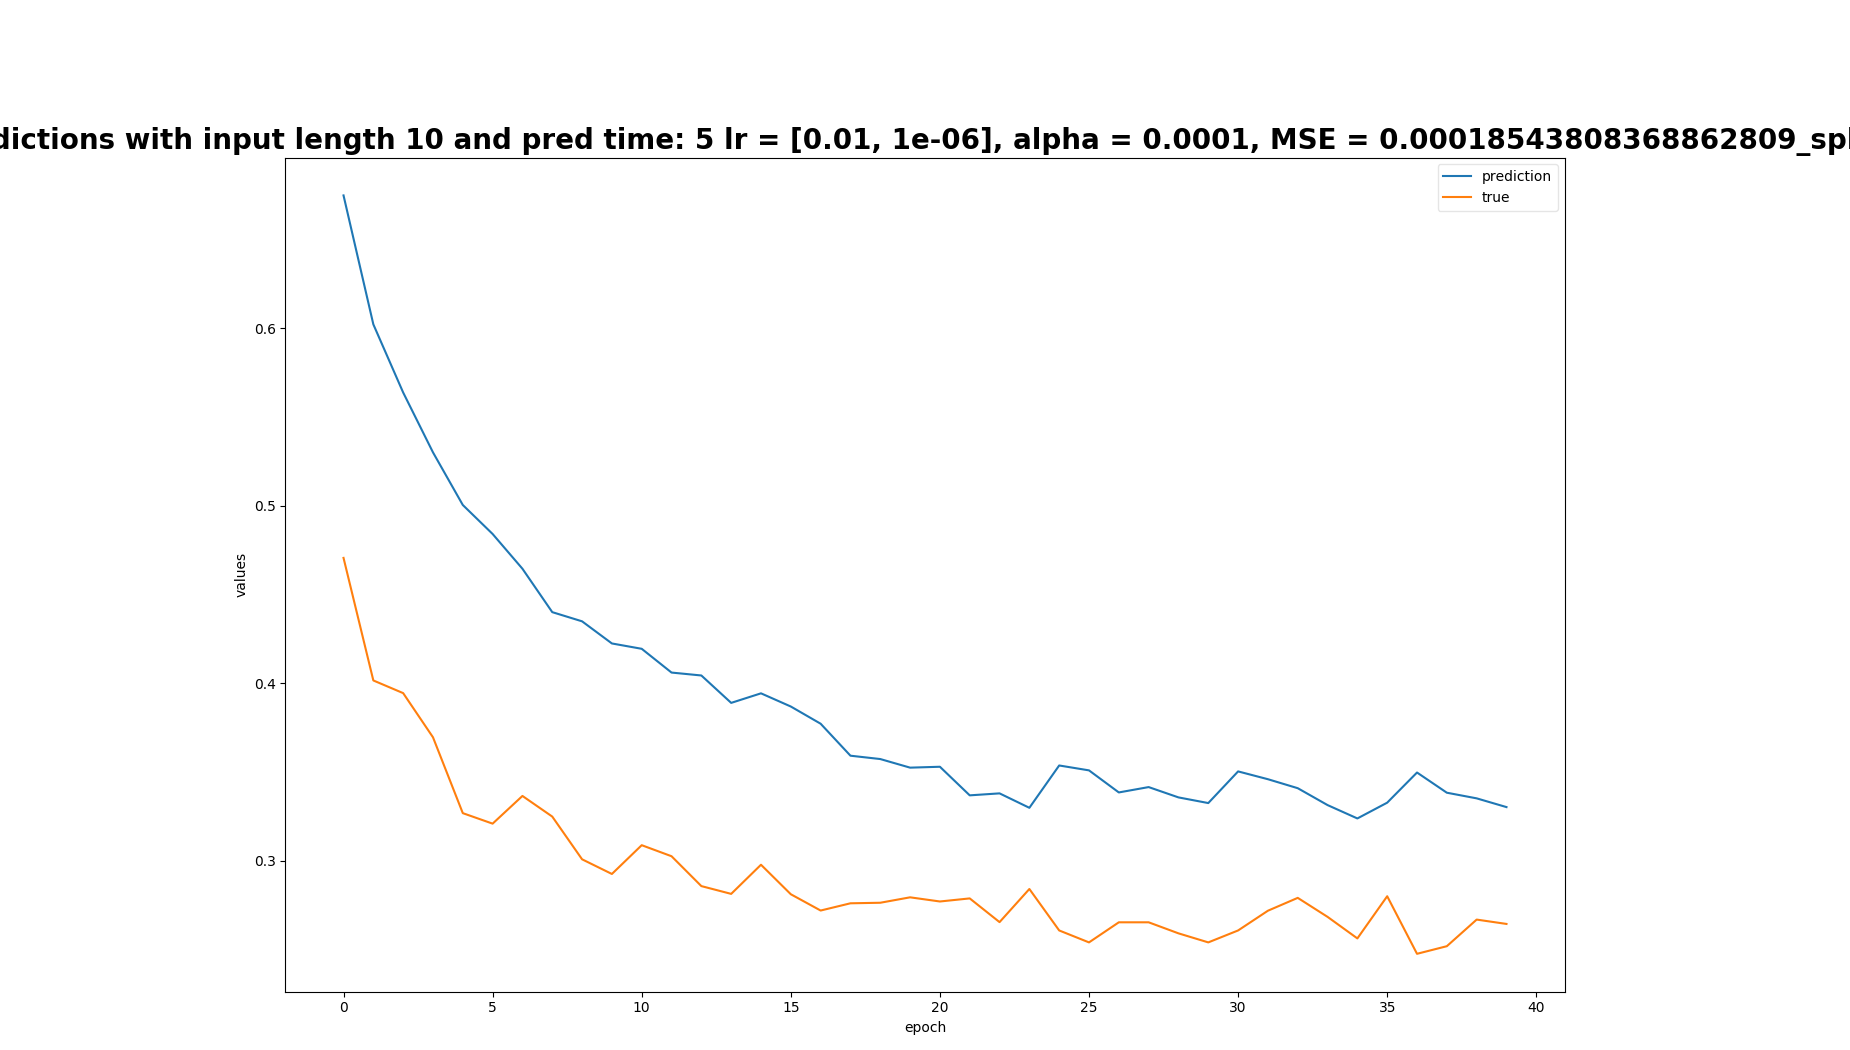 dictions with input length 10 and pred time: 5 lr = [0.01, 1e-06], alpha = 0.0001, MSE = 0.00018543808368862809_spl
prediction
true
0.6
0.5
0.4
0.3
values
0 5 10 15 20 25 30 35 40
epoch